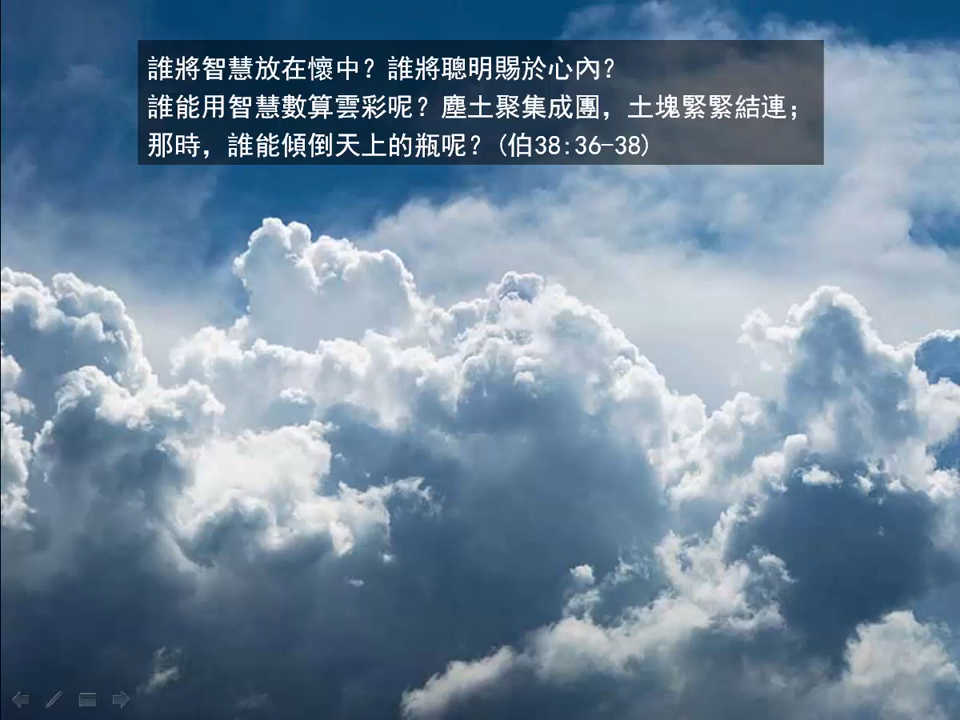 誰將智慧放在懷中？誰將聰明賜於心內？
誰能用智慧數算雲彩呢？塵土聚集成團，土塊緊緊結連；
那時，誰能傾倒天上的瓶呢？(伯38:36-38)